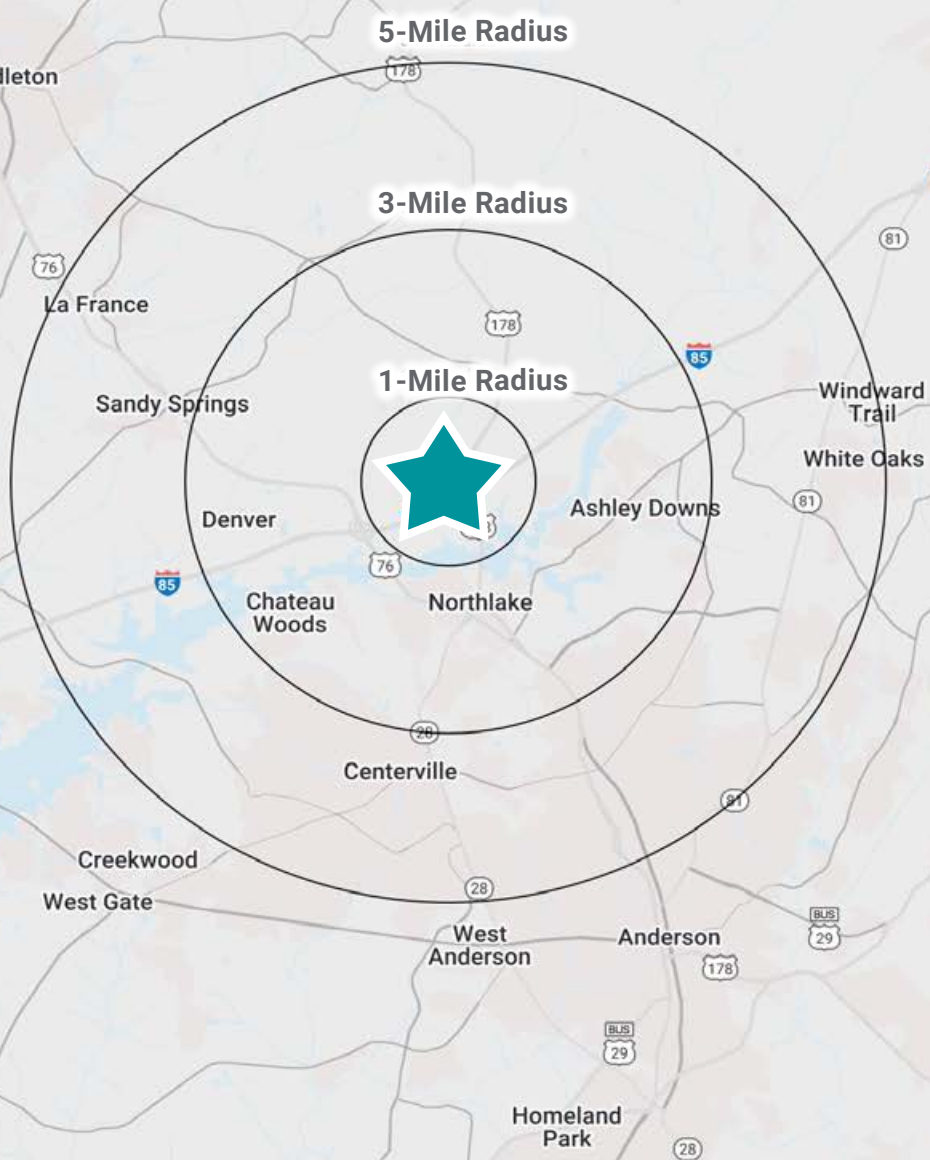 5-Mile Radius
178
dleton
3-Mile Radius
81
76
La France
178
85
1-Mile Radius
Windward
Trail
Sandy Springs
White Oaks
81
Ashley Downs
Denver
76
85
Chateau
Woods
Northlake
28
Centerville
81
Creekwood
28
West Gate
BUS
29
West
Anderson
Anderson
178
BUS
29
Homeland
Park
28